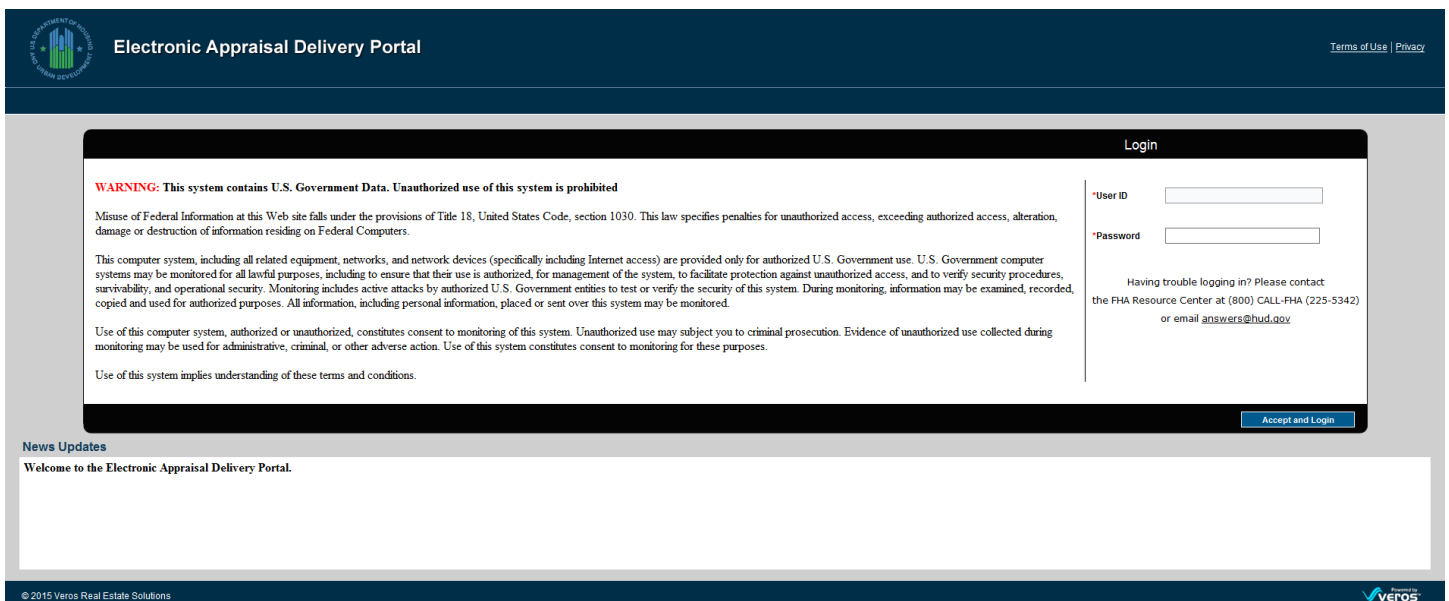 U.S. DEPARTMENT OF HOUSING AND URBAN DEVELOPMENT
Electronic Appraisal Delivery Portal
Terms of Use | Privacy
Login
WARNING: This system contains U.S. Government Data. Unauthorized use of this system is prohibited
Misuse of Federal Information at this Web site falls under the provisions of Title 18, United States Code, section 1030. This law specifies penalties for unauthorized access, exceeding authorized access, alteration,
damage or destruction of information residing on Federal Computers.
This computer system, including all related equipment, networks, and network devices (specifically including Internet access) are provided only for authorized U.S. Government use. U.S. Government computer
systems may be monitored for all lawful purposes, including to ensure that their use is authorized, for management of the system, to facilitate protection against unauthorized access, and to verify security procedures,
survivability, and operational security. Monitoring includes active attacks by authorized U.S. Government entities to test or verify the security of this system. During monitoring, information may be examined, recorded,
copied and used for authorized purposes. All information, including personal information, placed or sent over this system may be monitored.
Use of this computer system, authorized or unauthorized, constitutes consent to monitoring of this system. Unauthorized use may subject you to criminal prosecution. Evidence of unauthorized use collected during
monitoring may be used for administrative, criminal, or other adverse action. Use of this system constitutes consent to monitoring for these purposes.
Use of this system implies understanding of these terms and conditions.
*User ID
*Password
Having trouble logging in? Please contact
the FHA Resource Center at (800) CALL-FHA (225-5342)
or email answers@hud.gov
Accept and Login
News Updates
Welcome to the Electronic Appraisal Delivery Portal.
© 2015 Veros Real Estate Solutions
Powered by
veros